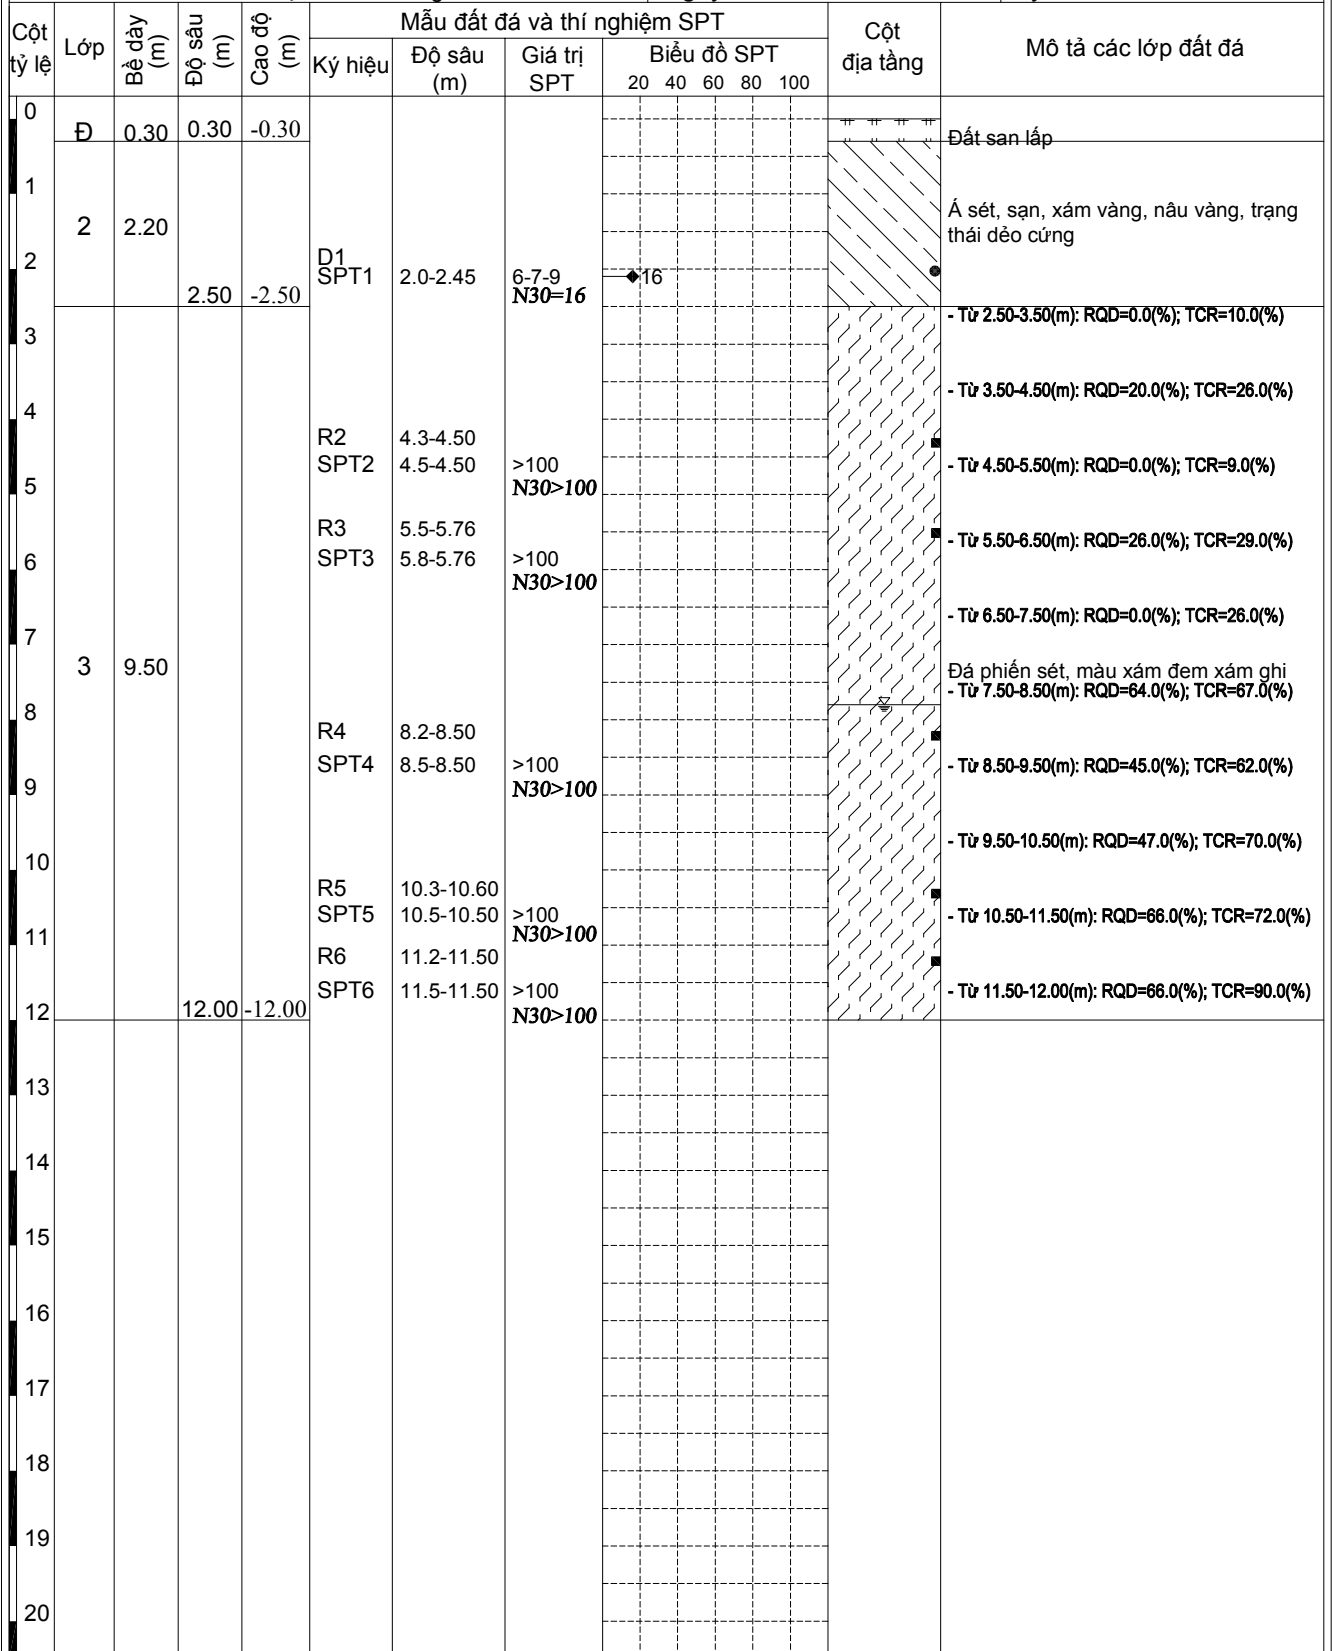 Cột tỷ lệ
Lớp
Bề dày (m)
Độ sâu (m)
Cao độ (m)
Mẫu đất đá và thí nghiệm SPT
Ký hiệu
Độ sâu (m)
Giá trị SPT
Biểu đồ SPT
20 40 60 80 100
Cột địa tầng
Mô tả các lớp đất đá
0
Đ 0.30 0.30 -0.30
Đất san lấp
1
2 2.20
Á sét, sạn, xám vàng, nâu vàng, trạng
thái dẻo cứng
2
D1
SPT1 2.0-2.45 6-7-9 16
2.50 -2.50 N30=16
- Từ 2.50-3.50(m): RQD=0.0(%); TCR=10.0(%)
3
- Từ 3.50-4.50(m): RQD=20.0(%); TCR=26.0(%)
4
R2 4.3-4.50
SPT2 4.5-4.50 >100
- Từ 4.50-5.50(m): RQD=0.0(%); TCR=9.0(%)
5
N30>100
R3 5.5-5.76
- Từ 5.50-6.50(m): RQD=26.0(%); TCR=29.0(%)
6
SPT3 5.8-5.76 >100
N30>100
- Từ 6.50-7.50(m): RQD=0.0(%); TCR=26.0(%)
7
3 9.50
Đá phiến sét, màu xám đem xám ghi
- Từ 7.50-8.50(m): RQD=64.0(%); TCR=67.0(%)
8
R4 8.2-8.50
SPT4 8.5-8.50 >100
- Từ 8.50-9.50(m): RQD=45.0(%); TCR=62.0(%)
9
N30>100
- Từ 9.50-10.50(m): RQD=47.0(%); TCR=70.0(%)
10
R5 10.3-10.60
SPT5 10.5-10.50 >100
- Từ 10.50-11.50(m): RQD=66.0(%); TCR=72.0(%)
11
N30>100
R6 11.2-11.50
SPT6 11.5-11.50 >100
- Từ 11.50-12.00(m): RQD=66.0(%); TCR=90.0(%)
12
12.00 -12.00 N30>100
13
14
15
16
17
18
19
20